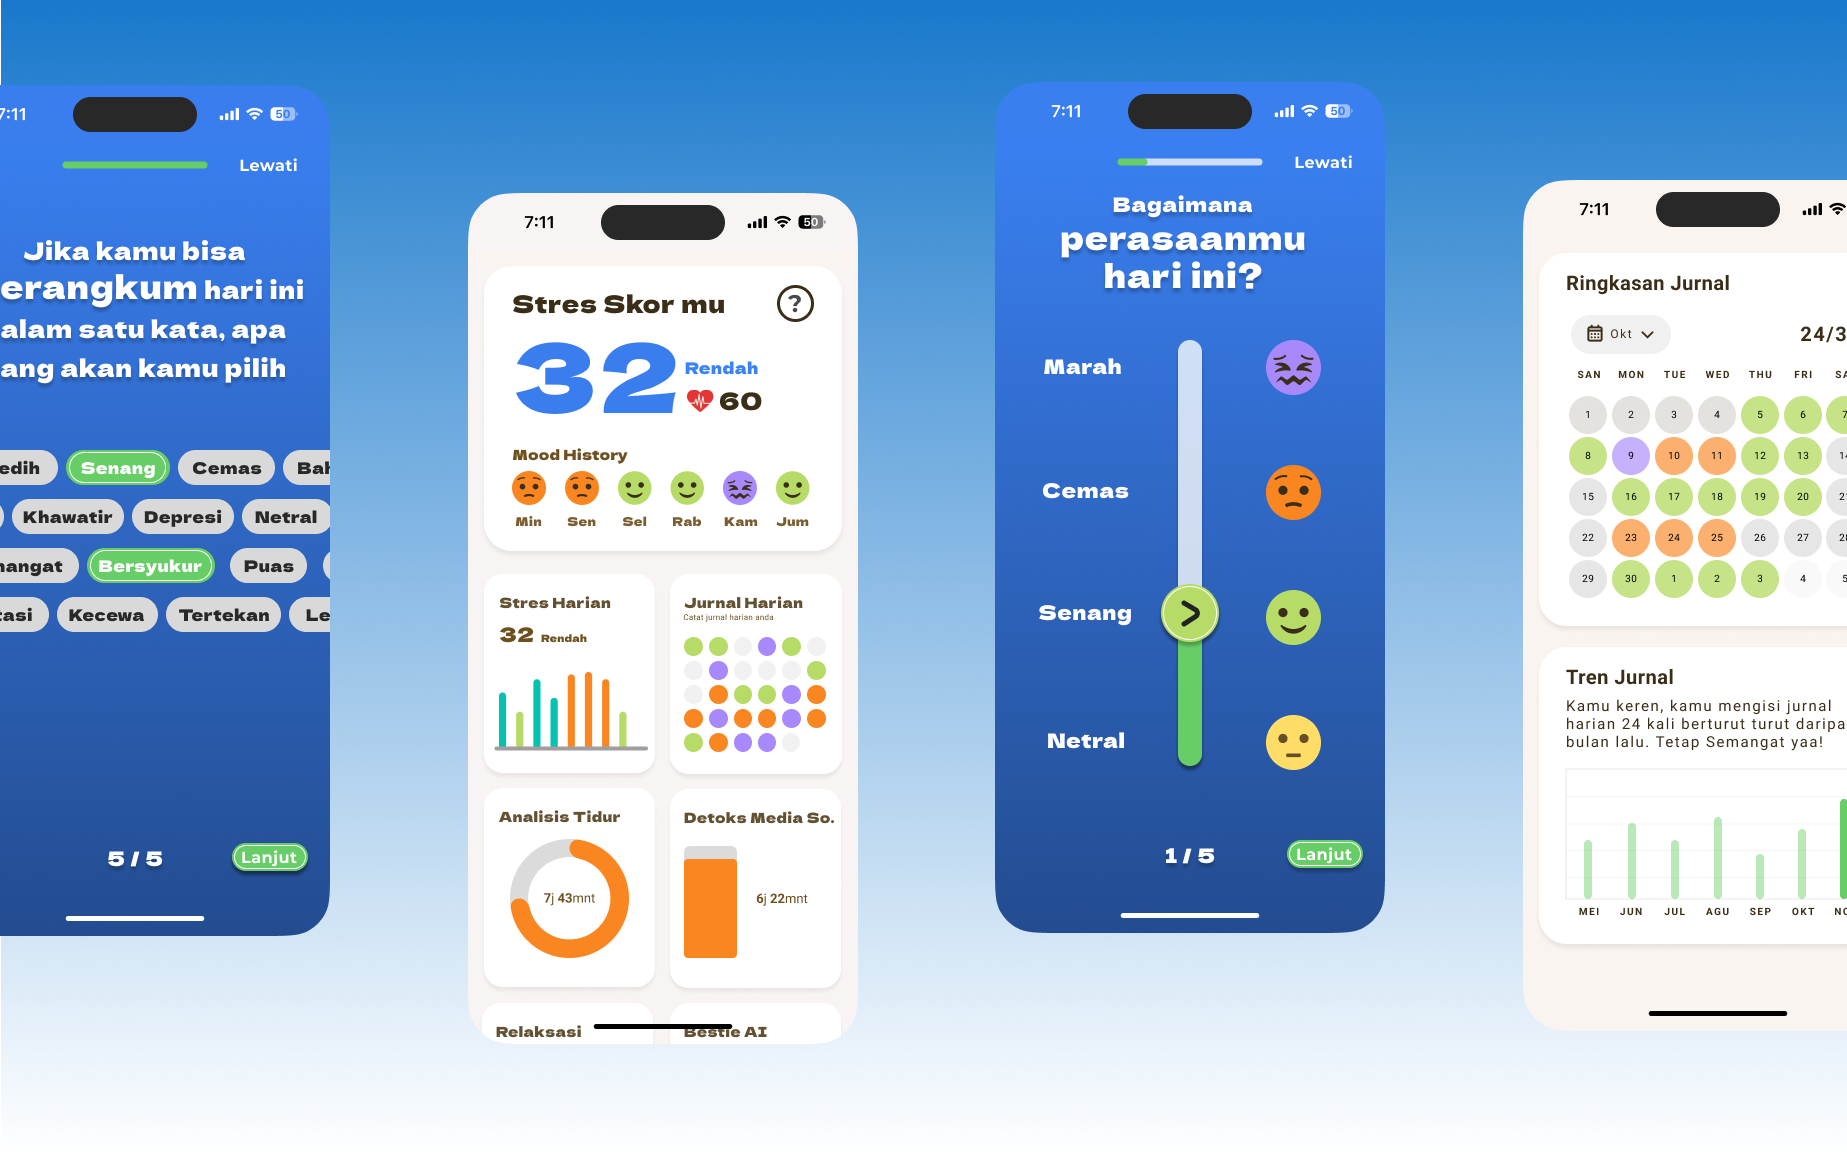 7:11
50
Lewati
Jika kamu bisa
erangkum hari ini
alam satu kata, apa
ang akan kamu pilih
edih
Senang
Cemas
Bah
Khawatir
Depresi
Netral
nangat
Bersyukur
Puas
tasi
Kecewa
Tertekan
Le
5 / 5
Lanjut
7:11
50
Stres Skor mu
?
32
Rendah
60
Mood History
Min Sen Sel Rab Kam Jum
Stres Harian
32 Rendah
Jurnal Harian
Catat jurnal harian anda
Analisis Tidur
7j 43mnt
Detoks Media So.
6j 22mnt
Relaksasi
Bestie AI
7:11
50
Lewati
Bagaimana
perasaanmu
hari ini?
Marah
Cemas
Senang
Netral
1 / 5
Lanjut
7:11
Ringkasan Jurnal
Okt
24/3
SAN MON TUE WED THU FRI SA
1 2 3 4 5 6 7
8 9 10 11 12 13 14
15 16 17 18 19 20 21
22 23 24 25 26 27 28
29 30 1 2 3 4 5
Tren Jurnal
Kamu keren, kamu mengisi jurnal
harian 24 kali berturut turut daripa
bulan lalu. Tetap Semangat yaa!
MEI JUN JUL AGU SEP OKT NO